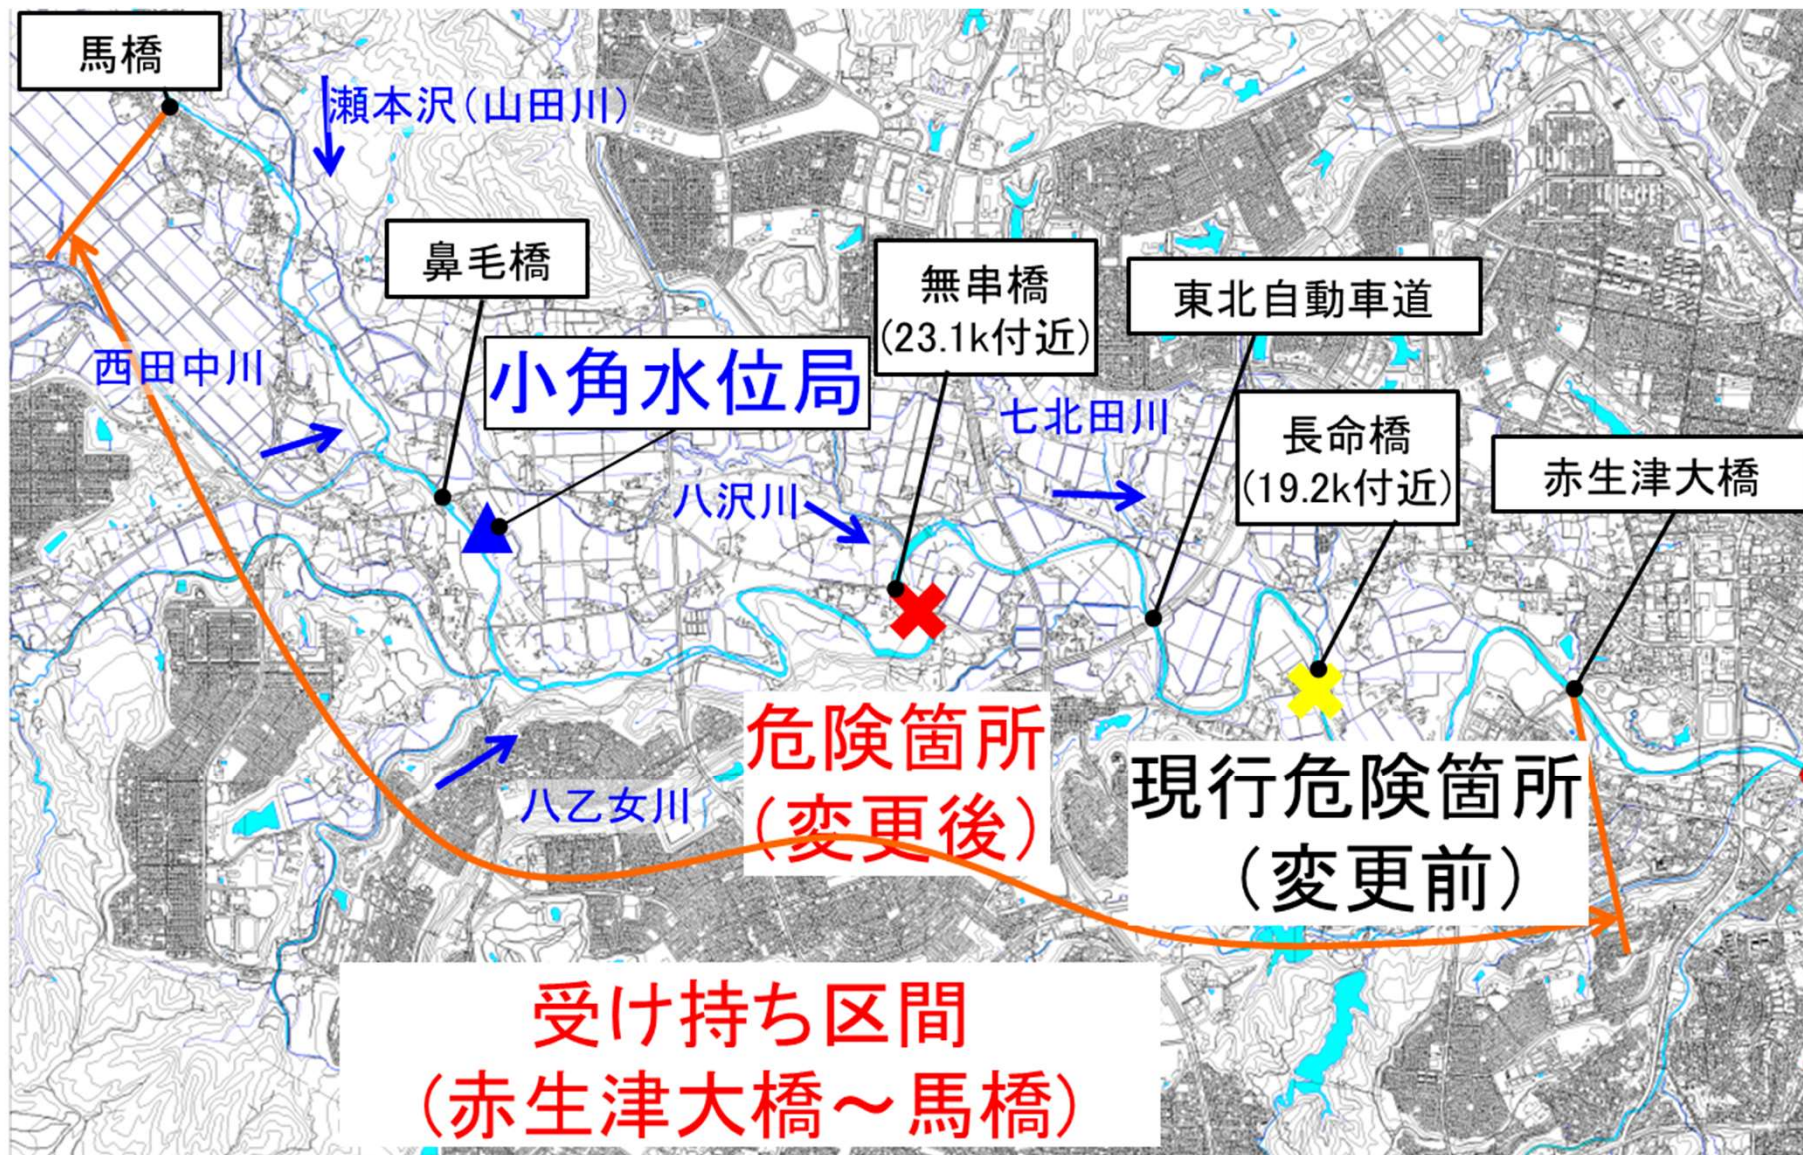 馬橋
瀬本沢(山田川)
鼻毛橋
無串橋
(23.1k付近)
東北自動車道
西田中川
小角水位局
七北田川
長命橋
(19.2k付近)
赤生津大橋
八沢川
危険箇所
(変更後)
現行危険箇所
(変更前)
八乙女川
受け持ち区間
(赤生津大橋~馬橋)